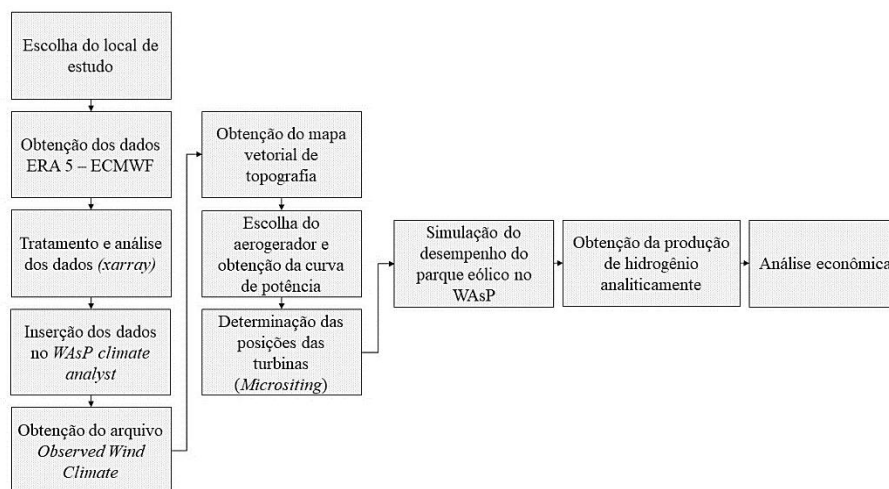 Escolha do local de
estudo
Obtenção dos dados
ERA 5 – ECMWF
Tratamento e análise
dos dados (xarray)
Inserção dos dados
no WAsP climate
analyst
Obtenção do arquivo
Observed Wind
Climate
Obtenção do mapa
vetorial de
topografia
Escolha do
aerogerador e
obtenção da curva
de potência
Determinação das
posições das
turbinas
(Micrositing)
Simulação do
desempenho do
parque eólico no
WAsP
Obtenção da produção
de hidrogênio
analiticamente
Análise econômica